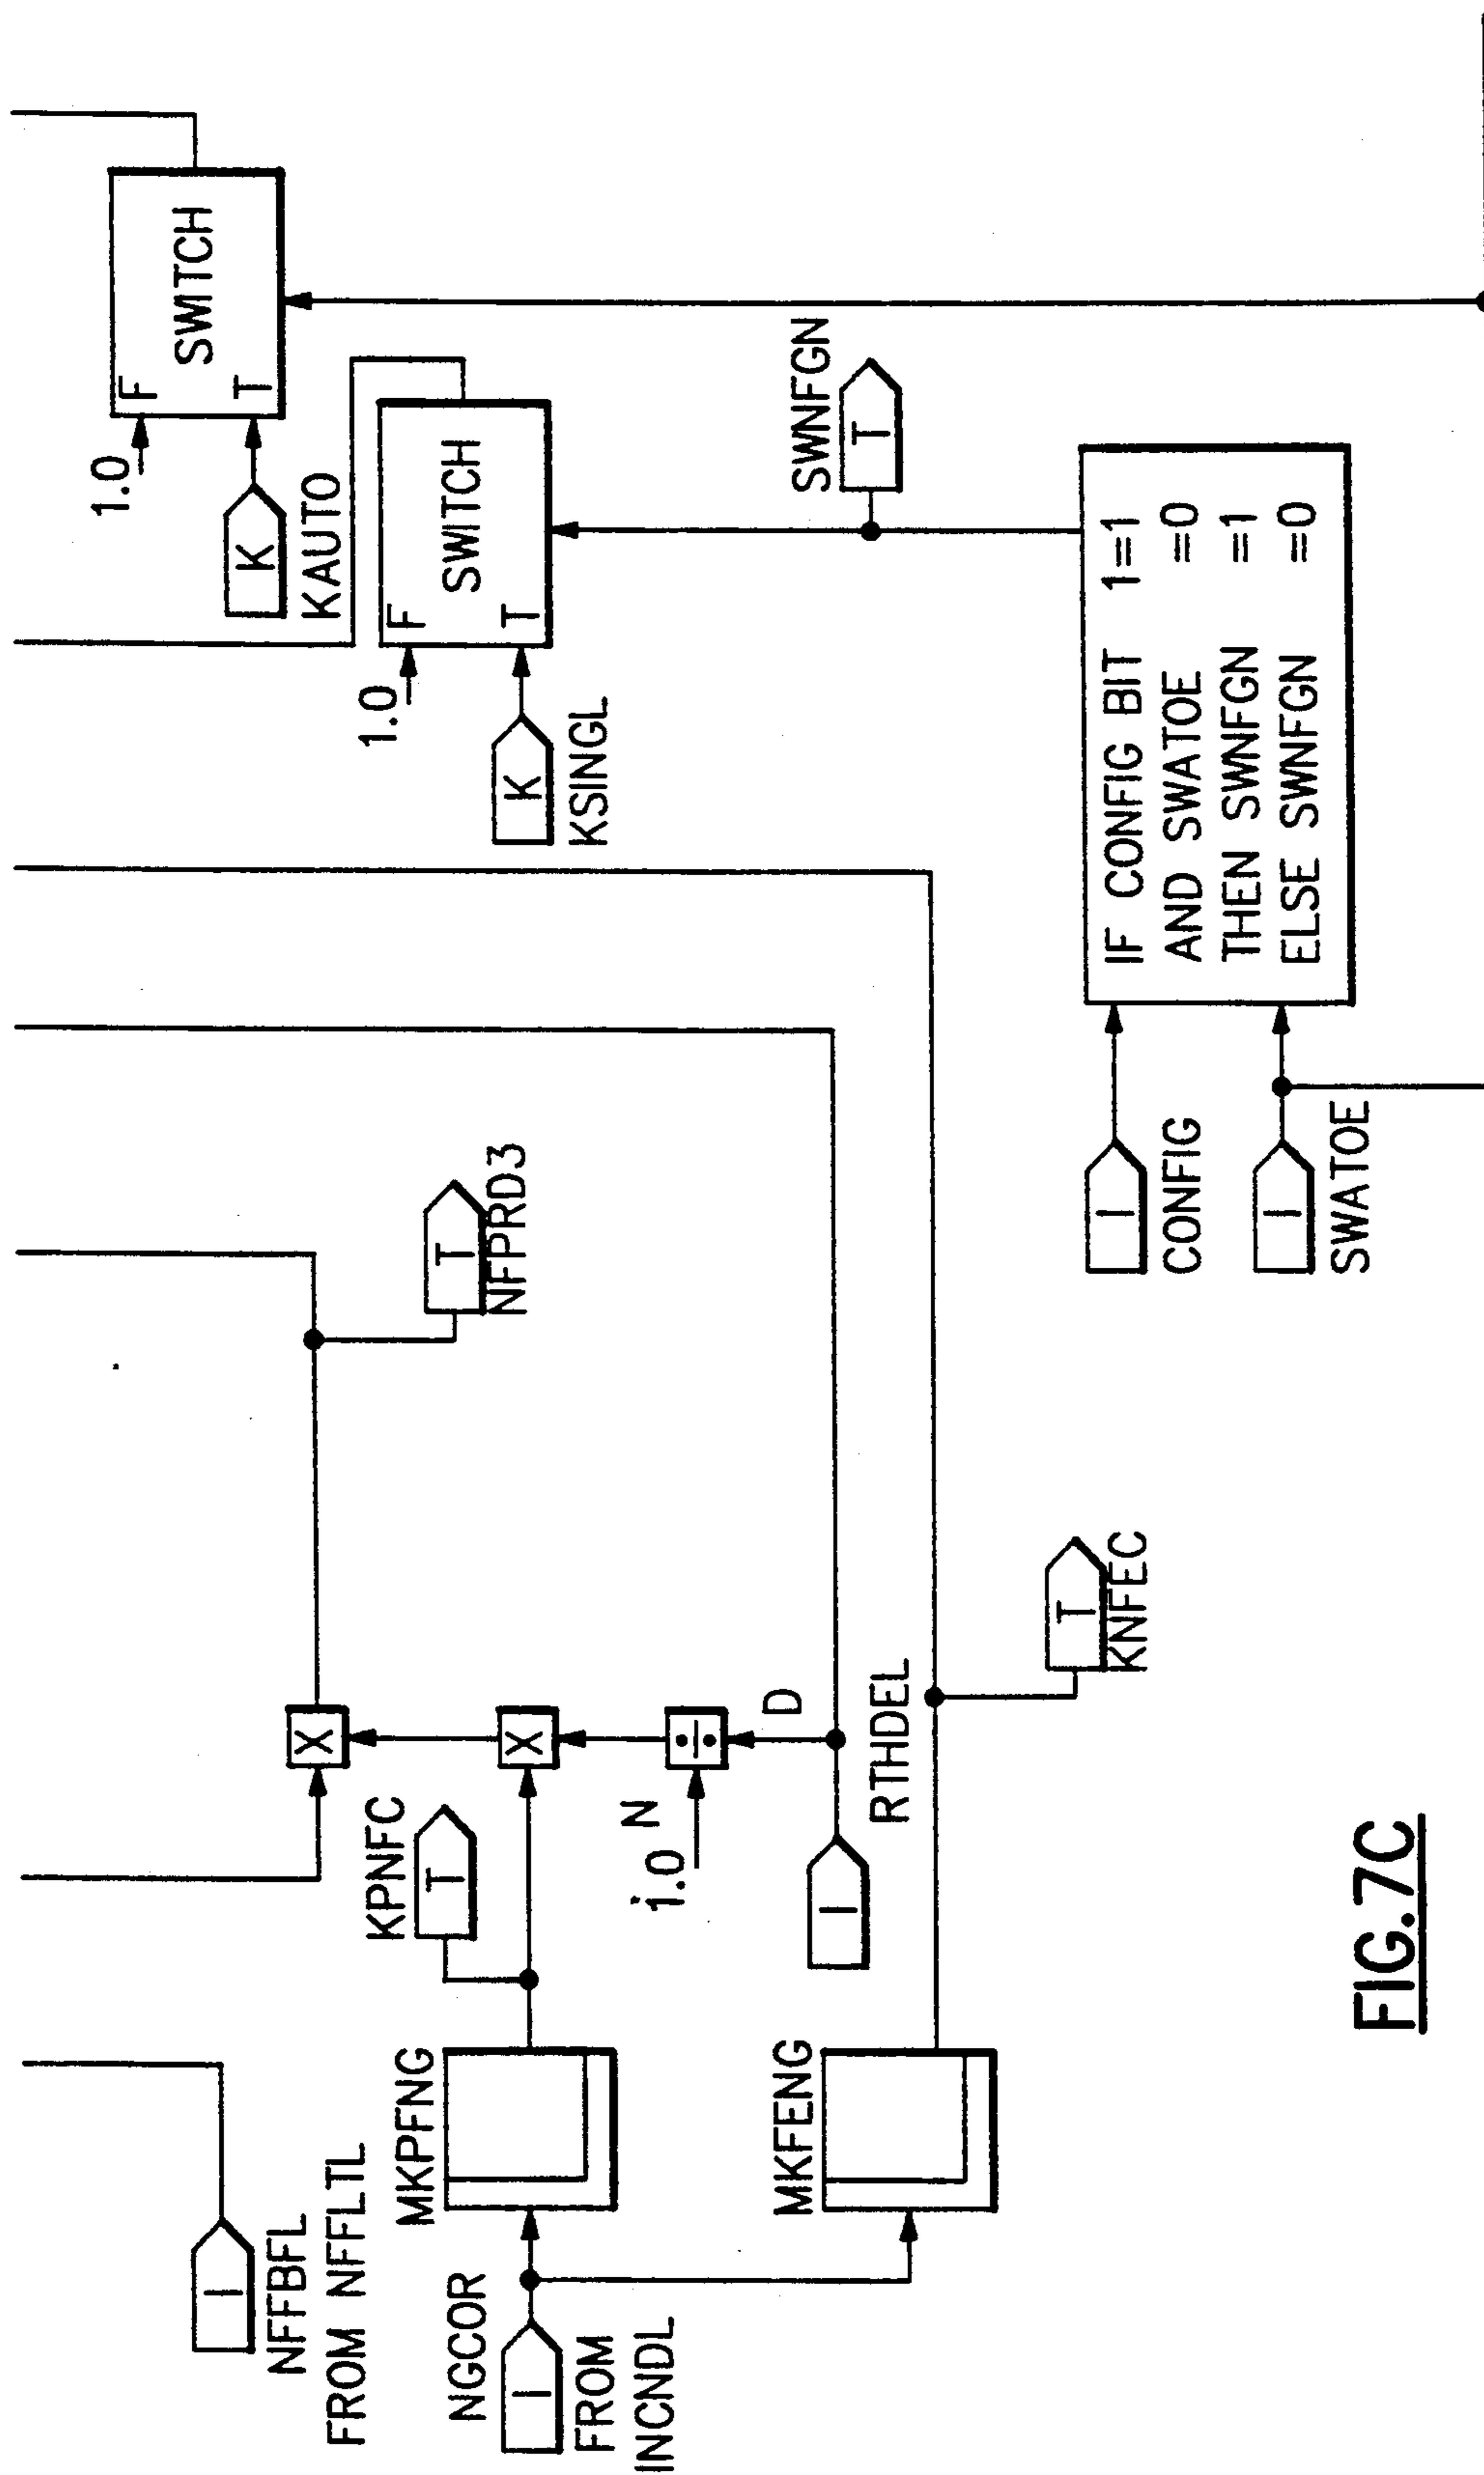 I
NFFBFL
FROM NFFLTL
NGCOR
I
FROM
INCNDL
MKPFNG
MKFENG
KPNFC
T
X
X
÷
1.0
N
D
I
RTHDEL
T
NFPRD3
T
KNFEC
1.0
F
SWITCH
T
K
KAUTO
1.0
F
SWITCH
T
K
KSINGL
SWNFGN
T
I
CONFIG
I
SWATOE
IF CONFIG BIT 1=1
AND SWATOE =0
THEN SWNFGN =1
ELSE SWNFGN =0
FIG.7C